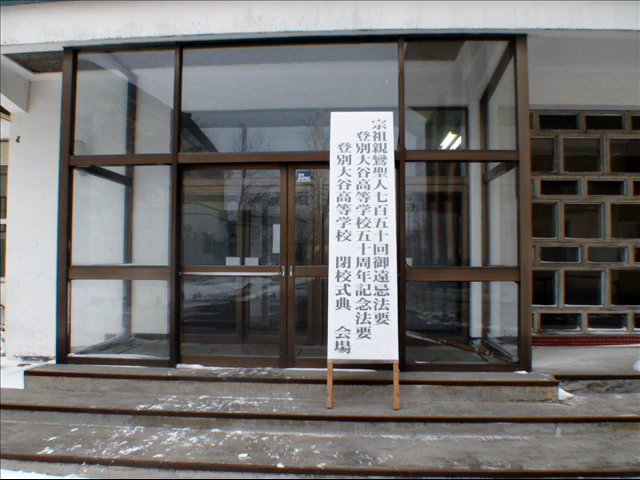 宗祖親鸞聖人七百五十回御遠忌法要
登別大谷高等学校五十周年記念法要
登別大谷高等学校 閉校式典 会場